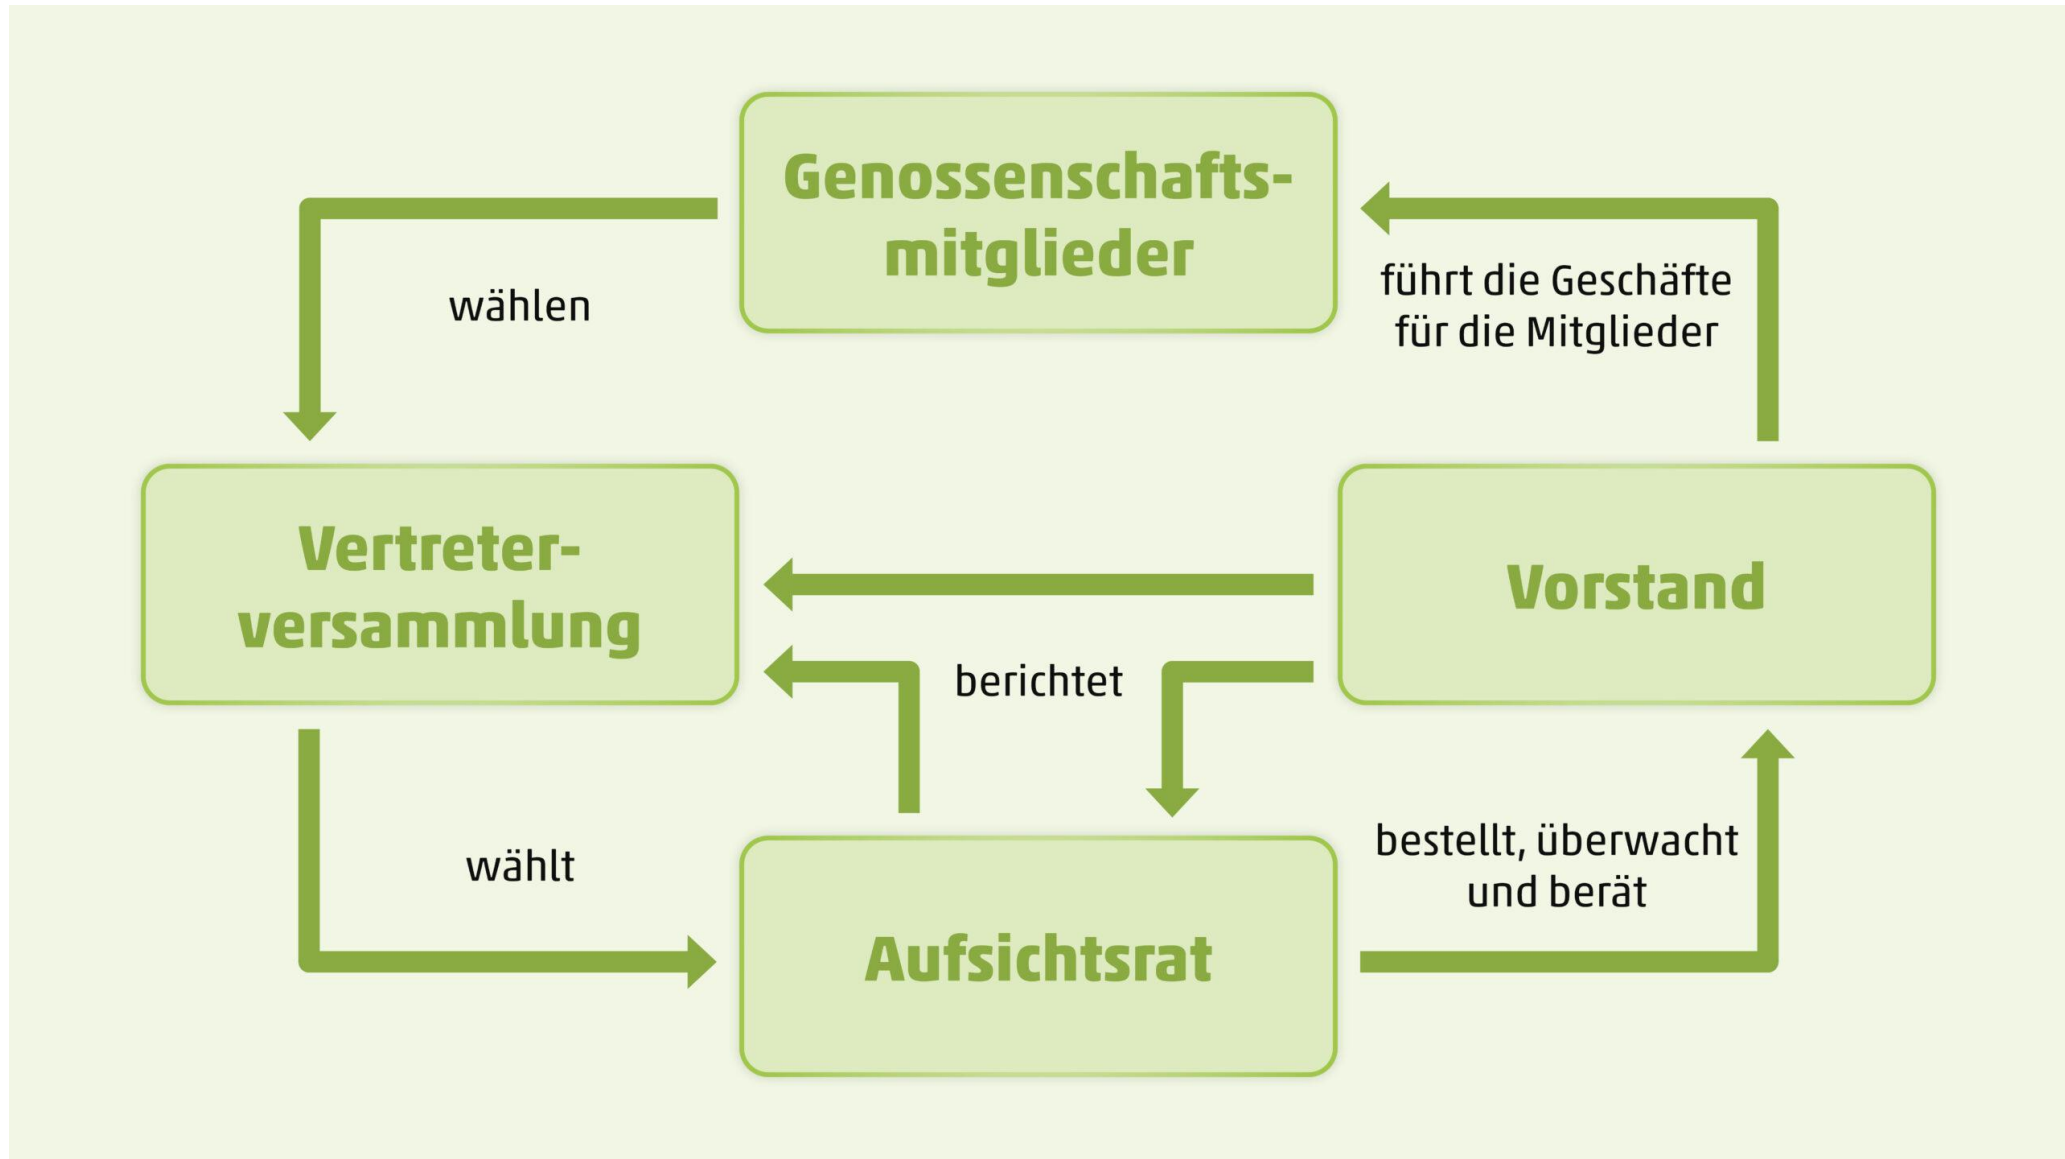 Genossenschafts-
mitglieder
wählen
führt die Geschäfte
für die Mitglieder
Vertreter-
versammlung
Vorstand
berichtet
wählt
bestellt, überwacht
und berät
Aufsichtsrat